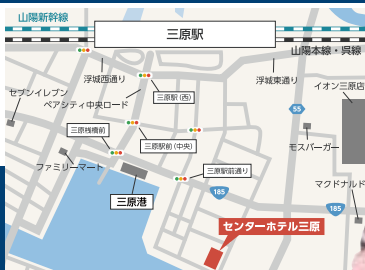 山陽新幹線
三原駅
山陽本線・呉線
浮城西通り
浮城東通り
セブンイレブン
ペアシティ中央ロード
三原駅(西)
イオン三原店
55
三原桟橋前
三原駅前(中央)
モスバーガー
ファミリーマート
三原駅前通り
マクドナルド
三原港
185
185
センターホテル三原